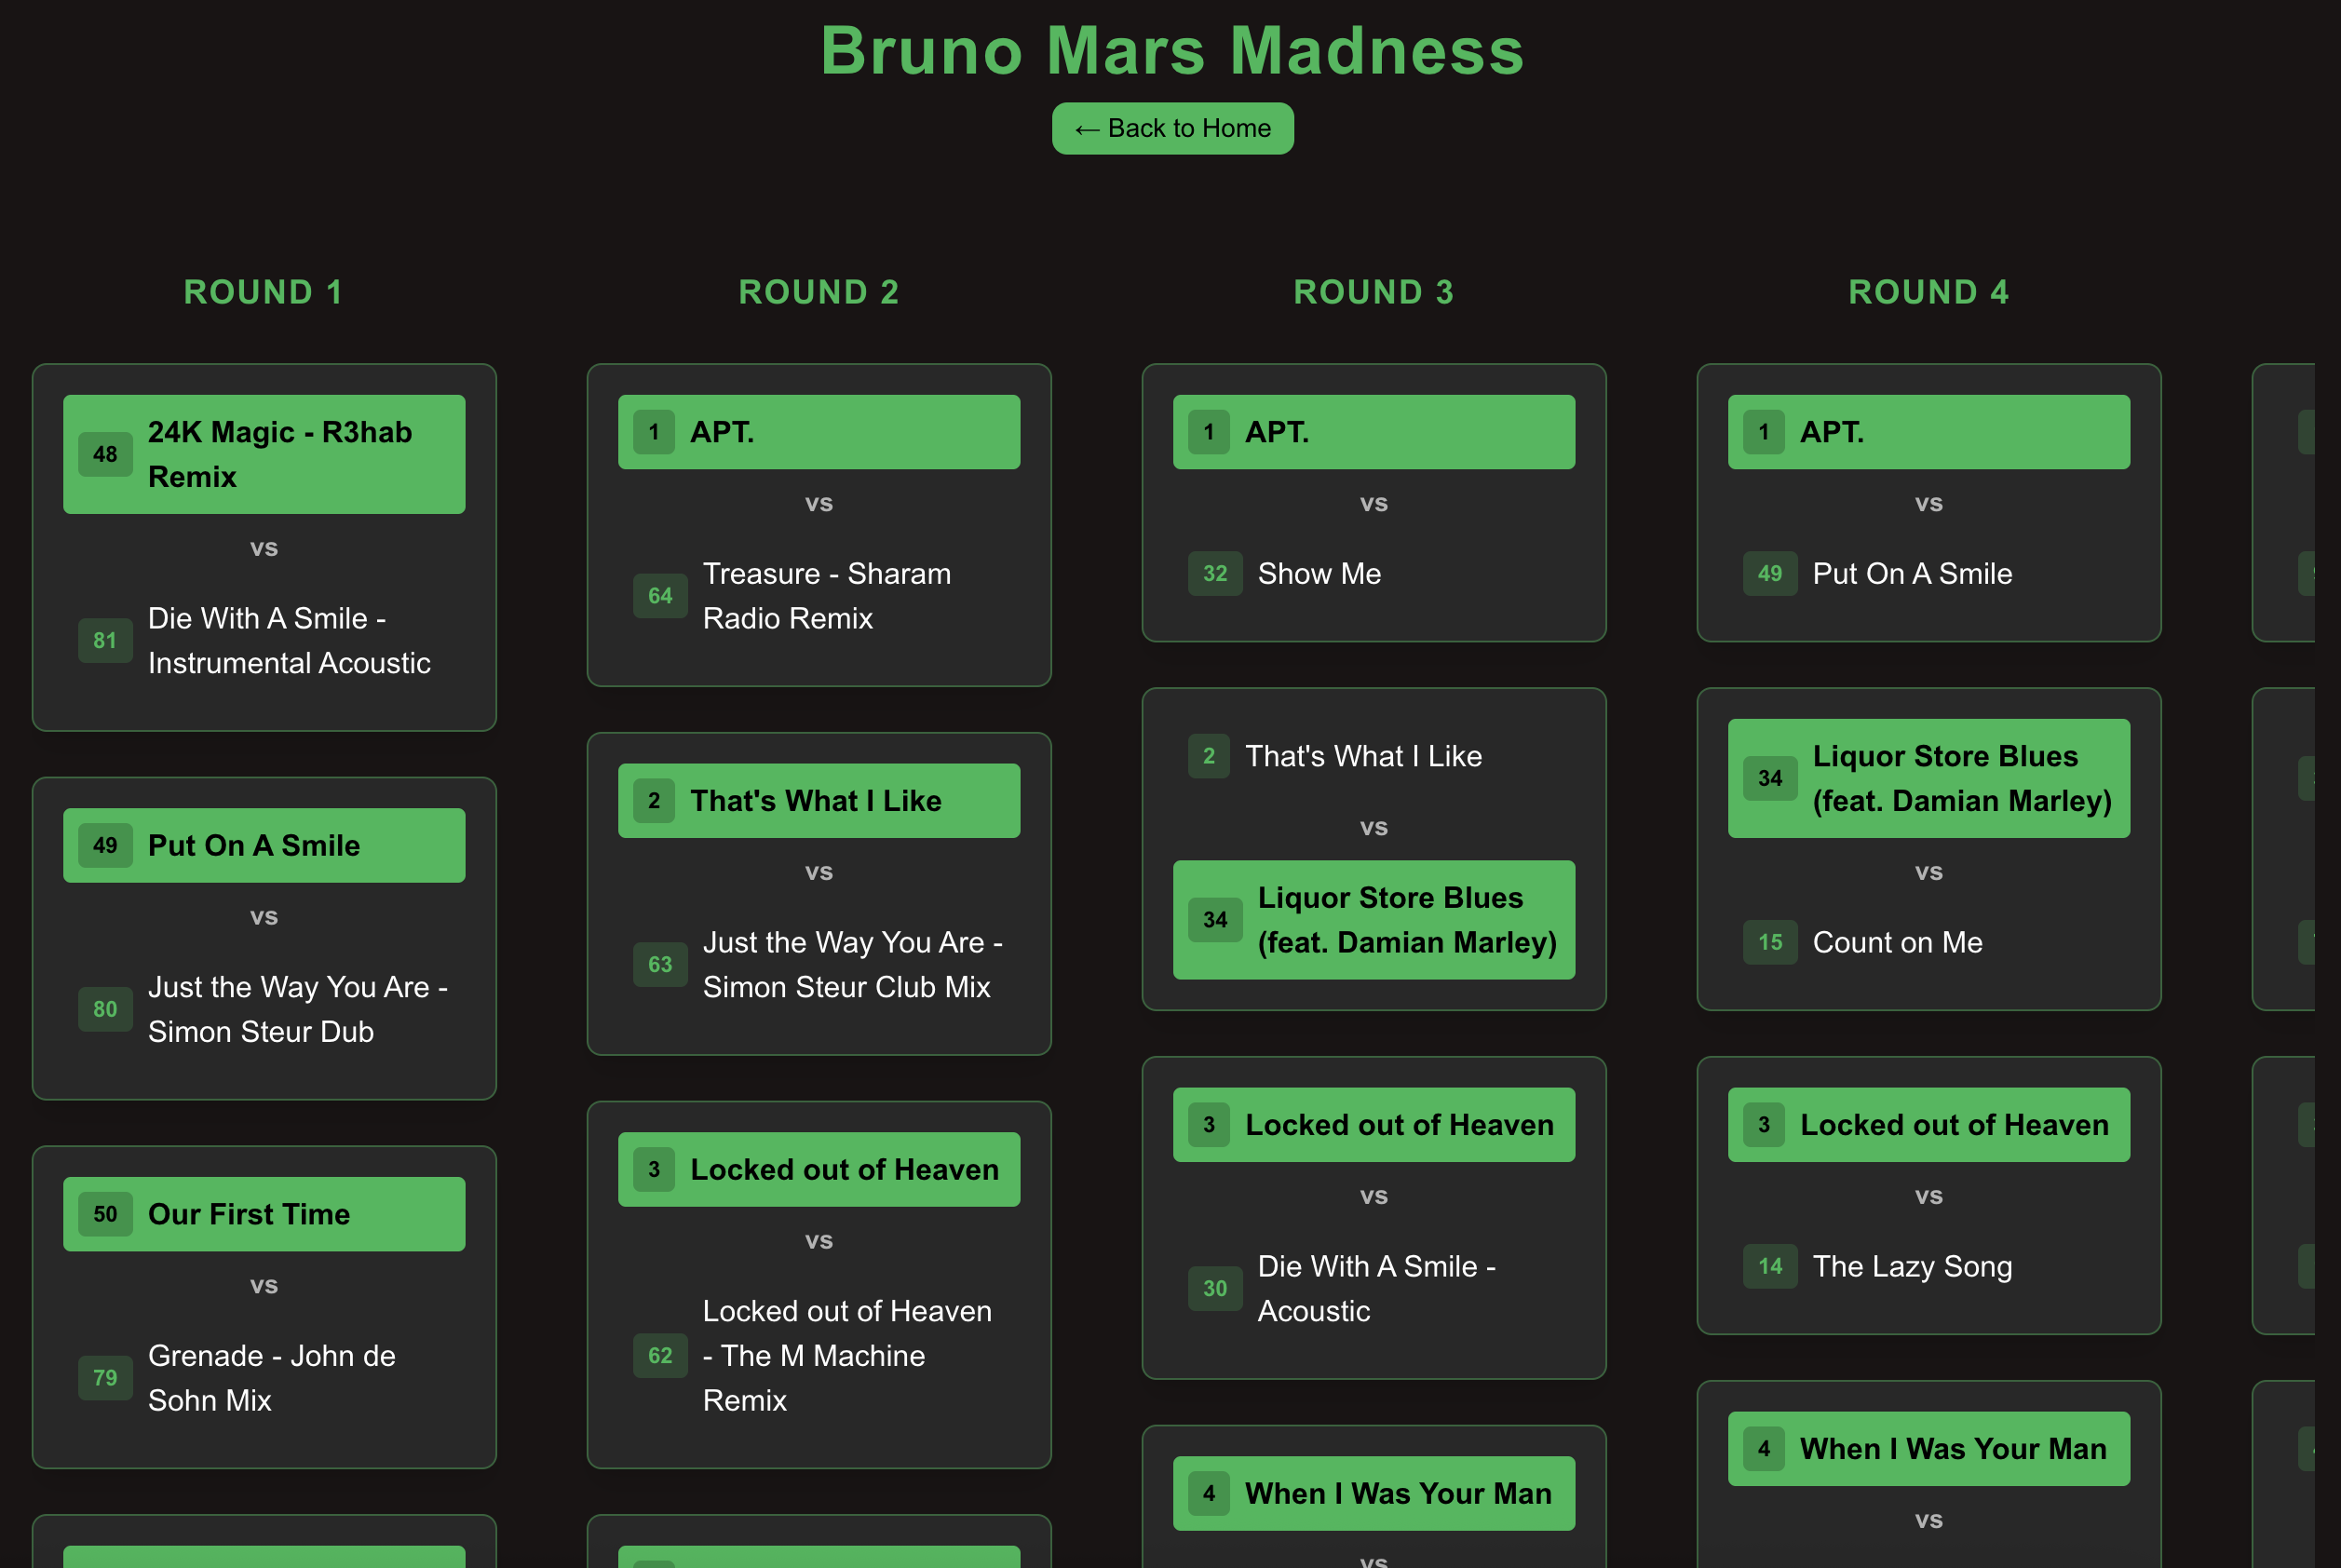 Bruno Mars Madness
← Back to Home
ROUND 1
48
24K Magic - R3hab
Remix
vs
81
Die With A Smile -
Instrumental Acoustic
49
Put On A Smile
vs
80
Just the Way You Are -
Simon Steur Dub
50
Our First Time
vs
79
Grenade - John de
Sohn Mix
ROUND 2
1
APT.
vs
64
Treasure - Sharam
Radio Remix
2
That's What I Like
vs
63
Just the Way You Are -
Simon Steur Club Mix
3
Locked out of Heaven
vs
62
Locked out of Heaven
- The M Machine
Remix
ROUND 3
1
APT.
vs
32
Show Me
2
That's What I Like
vs
34
Liquor Store Blues
(feat. Damian Marley)
3
Locked out of Heaven
vs
30
Die With A Smile -
Acoustic
4
When I Was Your Man
vs
ROUND 4
1
APT.
vs
49
Put On A Smile
34
Liquor Store Blues
(feat. Damian Marley)
vs
15
Count on Me
3
Locked out of Heaven
vs
14
The Lazy Song
4
When I Was Your Man
vs